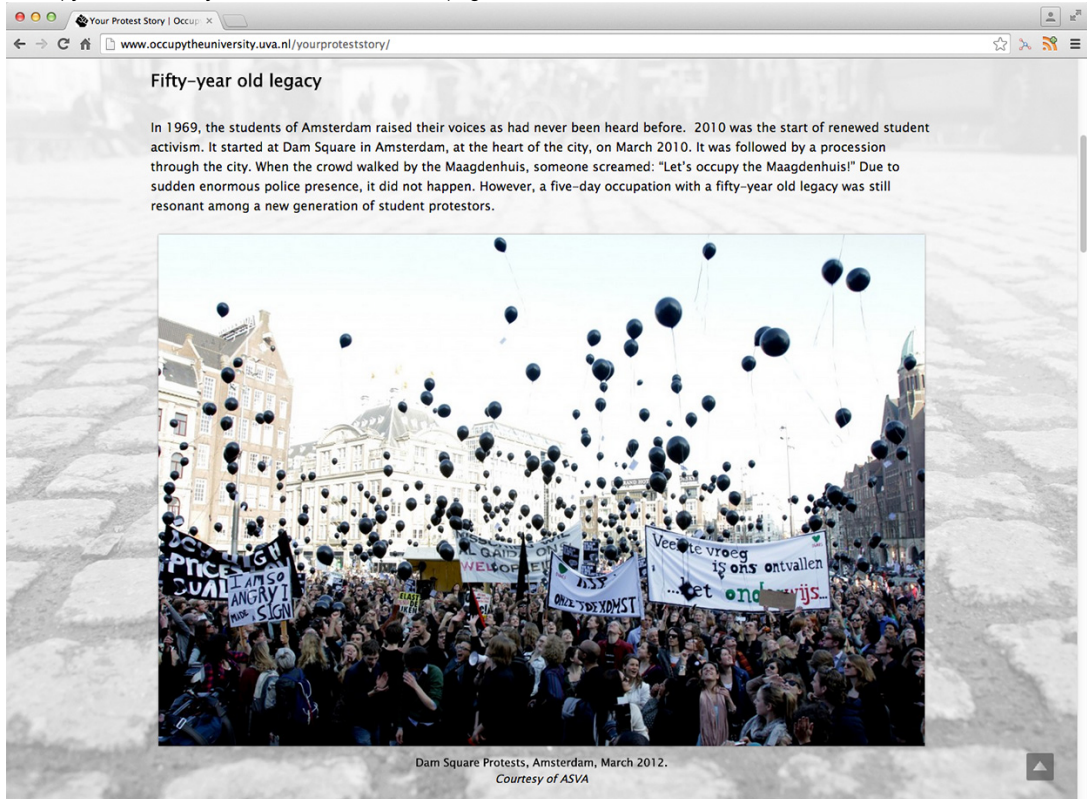 Your Protest Story | Occup
www.occupytheuniversity.uva.nl/yourproteststory/
Fifty-year old legacy
In 1969, the students of Amsterdam raised their voices as had never been heard before.  2010 was the start of renewed student
activism. It started at Dam Square in Amsterdam, at the heart of the city, on March 2010. It was followed by a procession
through the city. When the crowd walked by the Maagdenhuis, someone screamed: “Let’s occupy the Maagdenhuis!” Due to
sudden enormous police presence, it did not happen. However, a five-day occupation with a fifty-year old legacy was still
resonant among a new generation of student protestors.
Veel te vroeg
is ons ontvallen
I AM SO
ANGRY I
MADE A SIGN
Dam Square Protests, Amsterdam, March 2012.
Courtesy of ASVA